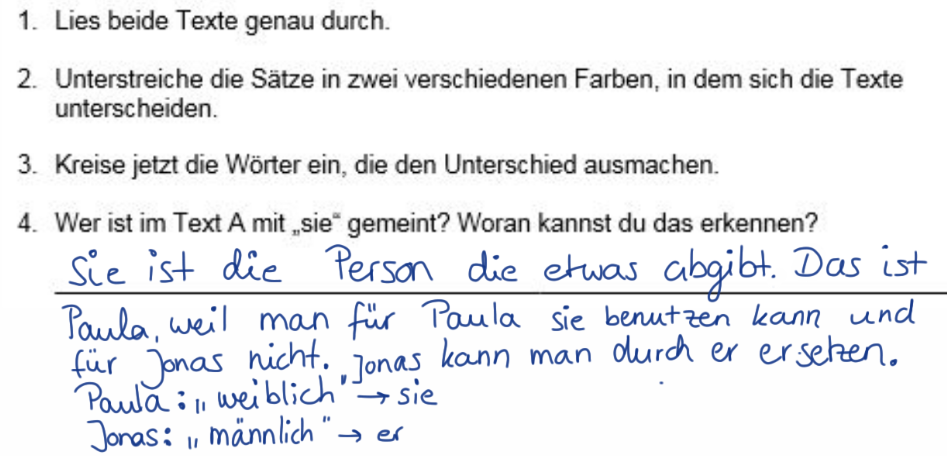 1. Lies beide Texte genau durch.
2. Unterstreiche die Sätze in zwei verschiedenen Farben, in dem sich die Texte
unterscheiden.
3. Kreise jetzt die Wörter ein, die den Unterschied ausmachen.
4. Wer ist im Text A mit „sie“ gemeint? Woran kannst du das erkennen?
Sie ist die Person die etwas abgibt. Das ist
Paula, weil man für Paula sie benutzen kann und
für Jonas nicht. Jonas kann man durch er ersetzen.
Paula: „weiblich" → sie
Jonas: „männlich" → er